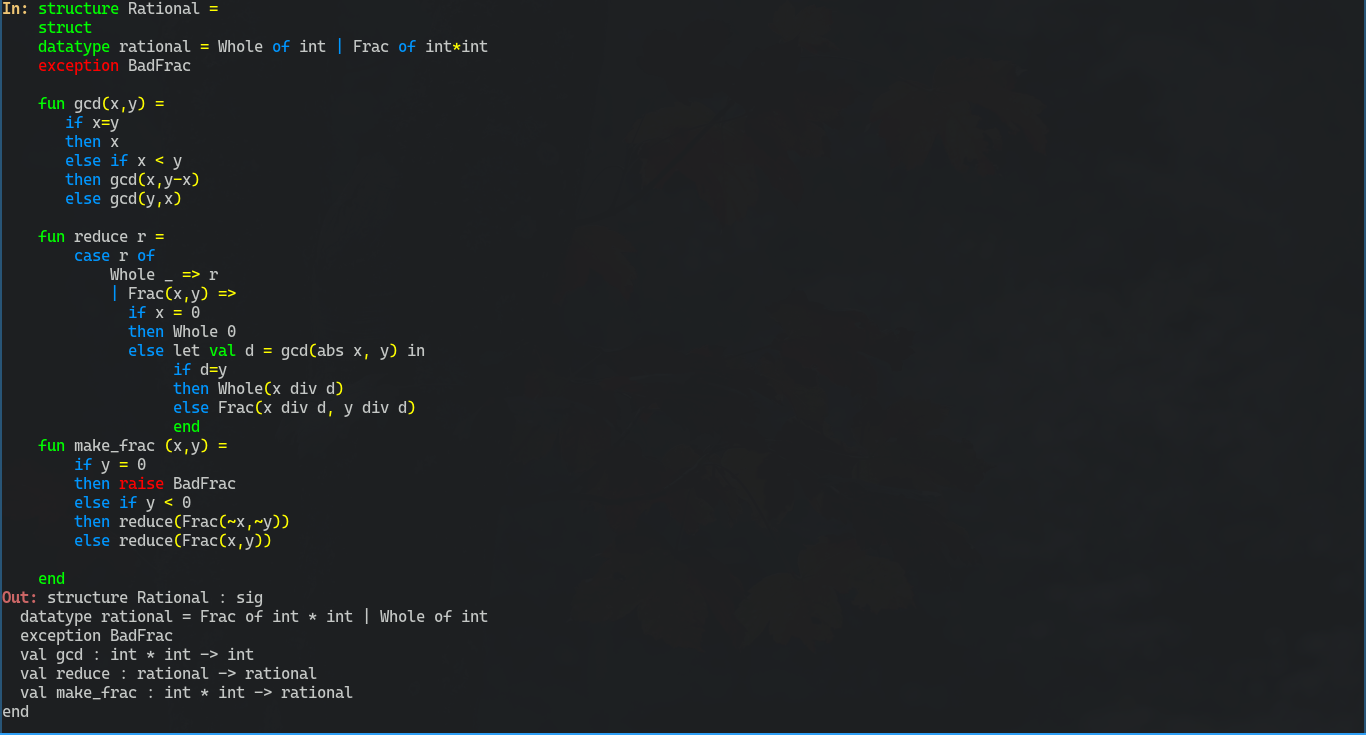 In: structure Rational =
    struct
    datatype rational = Whole of int | Frac of int*int
    exception BadFrac

    fun gcd(x,y) =
       if x=y
       then x
       else if x < y
       then gcd(x,y-x)
       else gcd(y,x)

    fun reduce r =
        case r of
            Whole _ => r
            | Frac(x,y) =>
              if x = 0
              then Whole 0
              else let val d = gcd(abs x, y) in
                   if d=y
                   then Whole(x div d)
                   else Frac(x div d, y div d)
                   end
    fun make_frac (x,y) =
        if y = 0
        then raise BadFrac
        else if y < 0
        then reduce(Frac(~x,~y))
        else reduce(Frac(x,y))

    end
Out: structure Rational : sig
  datatype rational = Frac of int * int | Whole of int
  exception BadFrac
  val gcd : int * int -> int
  val reduce : rational -> rational
  val make_frac : int * int -> rational
end